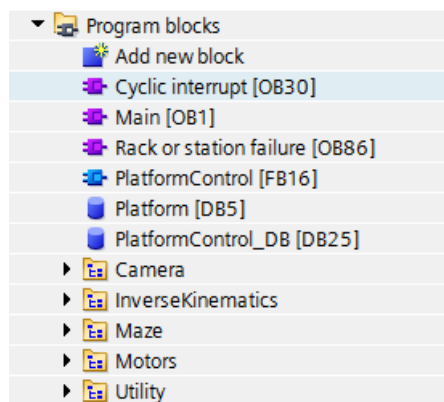 Program blocks
Add new block
Cyclic interrupt [OB30]
Main [OB1]
Rack or station failure [OB86]
PlatformControl [FB16]
Platform [DB5]
PlatformControl_DB [DB25]
Camera
InverseKinematics
Maze
Motors
Utility